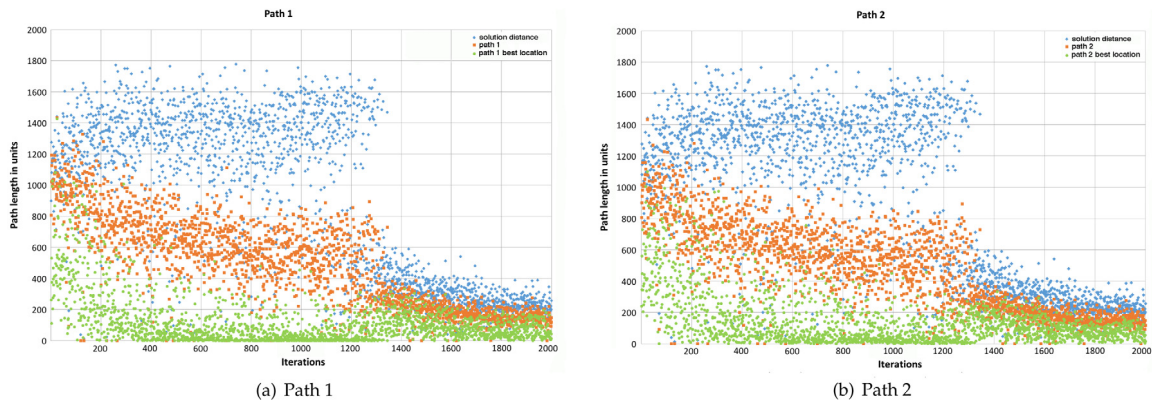 Path 1
solution distance
path 1
path 1 best location
Path length in units
2000
1800
1600
1400
1200
1000
800
600
400
200
0
200 400 600 800 1000 1200 1400 1600 1800 2000
Iterations
(a) Path 1
Path 2
solution distance
path 2
path 2 best location
Path length in units
2000
1800
1600
1400
1200
1000
800
600
400
200
0
200 400 600 800 1000 1200 1400 1600 1800 2000
Iterations
(b) Path 2